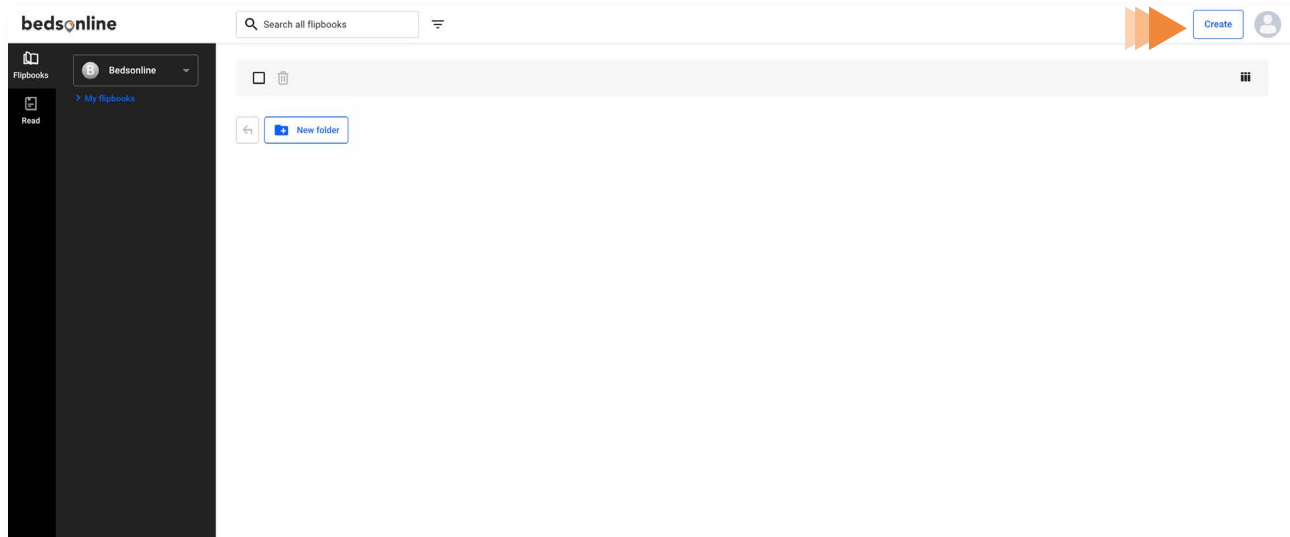 bedsonline
Search all flipbooks
Create
Flipbooks
B Bedsonline
> My flipbooks
Read
New folder